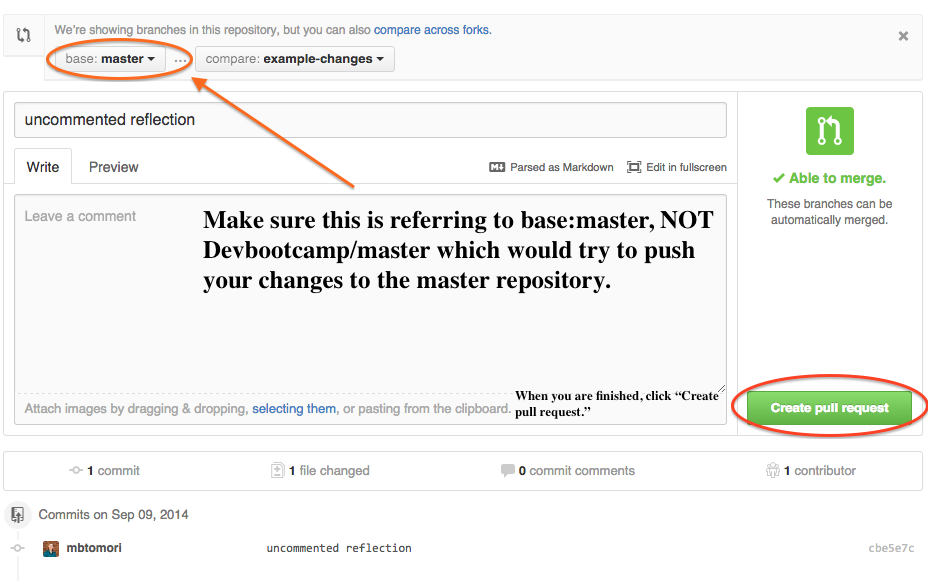 We're showing branches in this repository, but you can also compare across forks.
base: master ... compare: example-changes
uncommented reflection
Write Preview M↓ Parsed as Markdown Edit in fullscreen
Leave a comment
Make sure this is referring to base:master, NOT
Devbootcamp/master which would try to push
your changes to the master repository.
Able to merge.
These branches can be
automatically merged.
Attach images by dragging & dropping, selecting them, or pasting from the clipboard.
When you are finished, click “Create
pull request.”
Create pull request
1 commit 1 file changed 0 commit comments 1 contributor
Commits on Sep 09, 2014
mbtomori uncommented reflection cbe5e7c